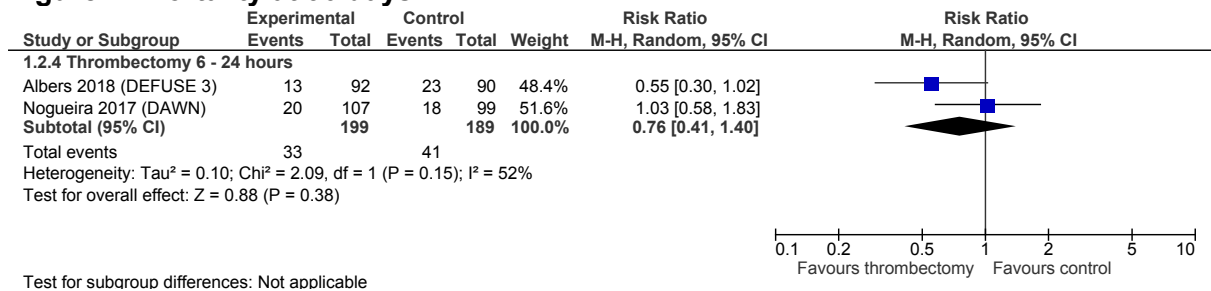 Experimental Control Risk Ratio Risk Ratio
Study or Subgroup Events Total Events Total Weight M-H, Random, 95% CI M-H, Random, 95% CI
1.2.4 Thrombectomy 6 - 24 hours
Albers 2018 (DEFUSE 3) 13 92 23 90 48.4% 0.55 [0.30, 1.02]
Nogueira 2017 (DAWN) 20 107 18 99 51.6% 1.03 [0.58, 1.83]
Subtotal (95% CI) 199 189 100.0% 0.76 [0.41, 1.40]
Total events 33 41
Heterogeneity: Tau² = 0.10; Chi² = 2.09, df = 1 (P = 0.15); I² = 52%
Test for overall effect: Z = 0.88 (P = 0.38)
0.1 0.2 0.5 1 2 5 10
Favours thrombectomy Favours control
Test for subgroup differences: Not applicable